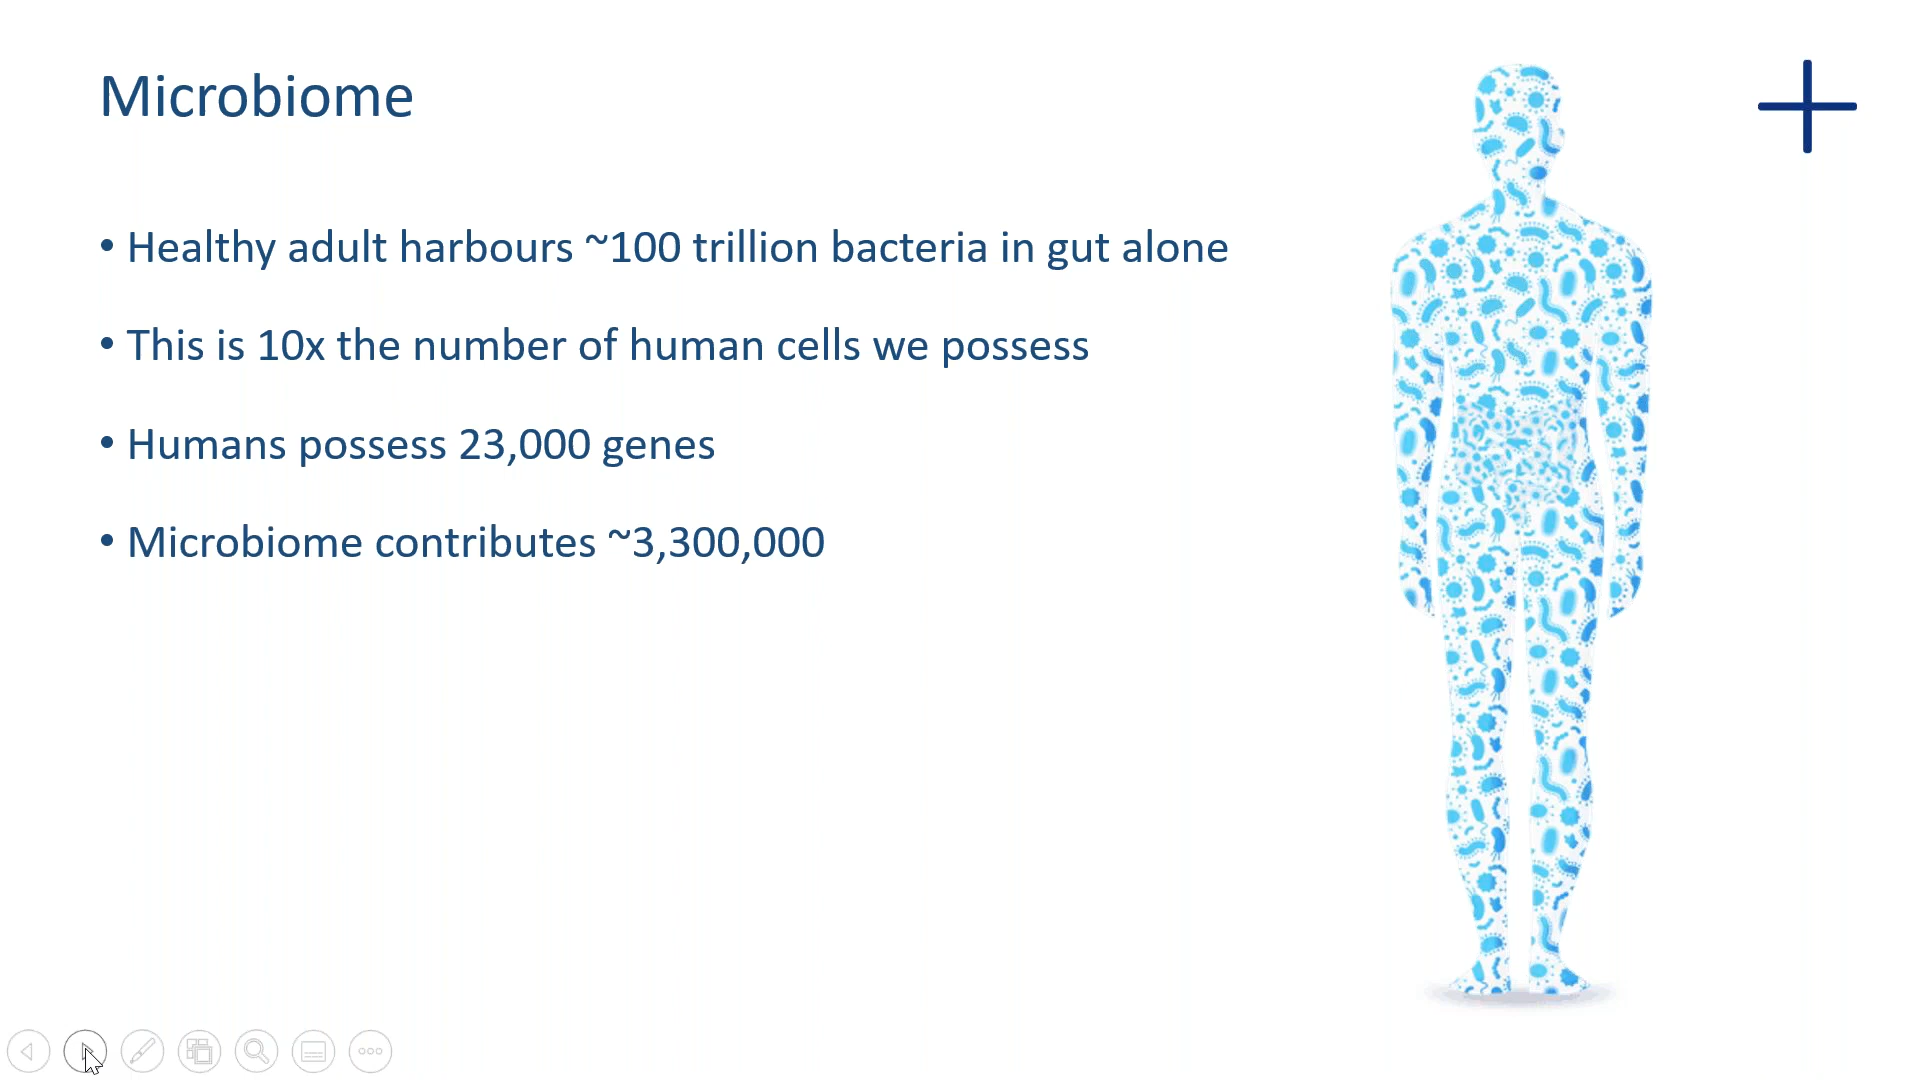 Microbiome
• Healthy adult harbours ~100 trillion bacteria in gut alone
• This is 10x the number of human cells we possess
• Humans possess 23,000 genes
• Microbiome contributes ~3,300,000